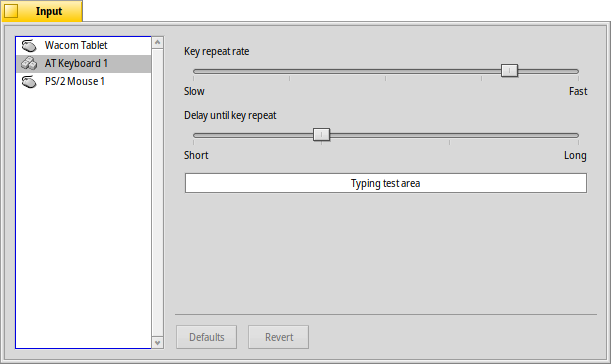 Input
Wacom Tablet
AT Keyboard 1
PS/2 Mouse 1
Key repeat rate
Slow Fast
Delay until key repeat
Short Long
Typing test area
Defaults Revert